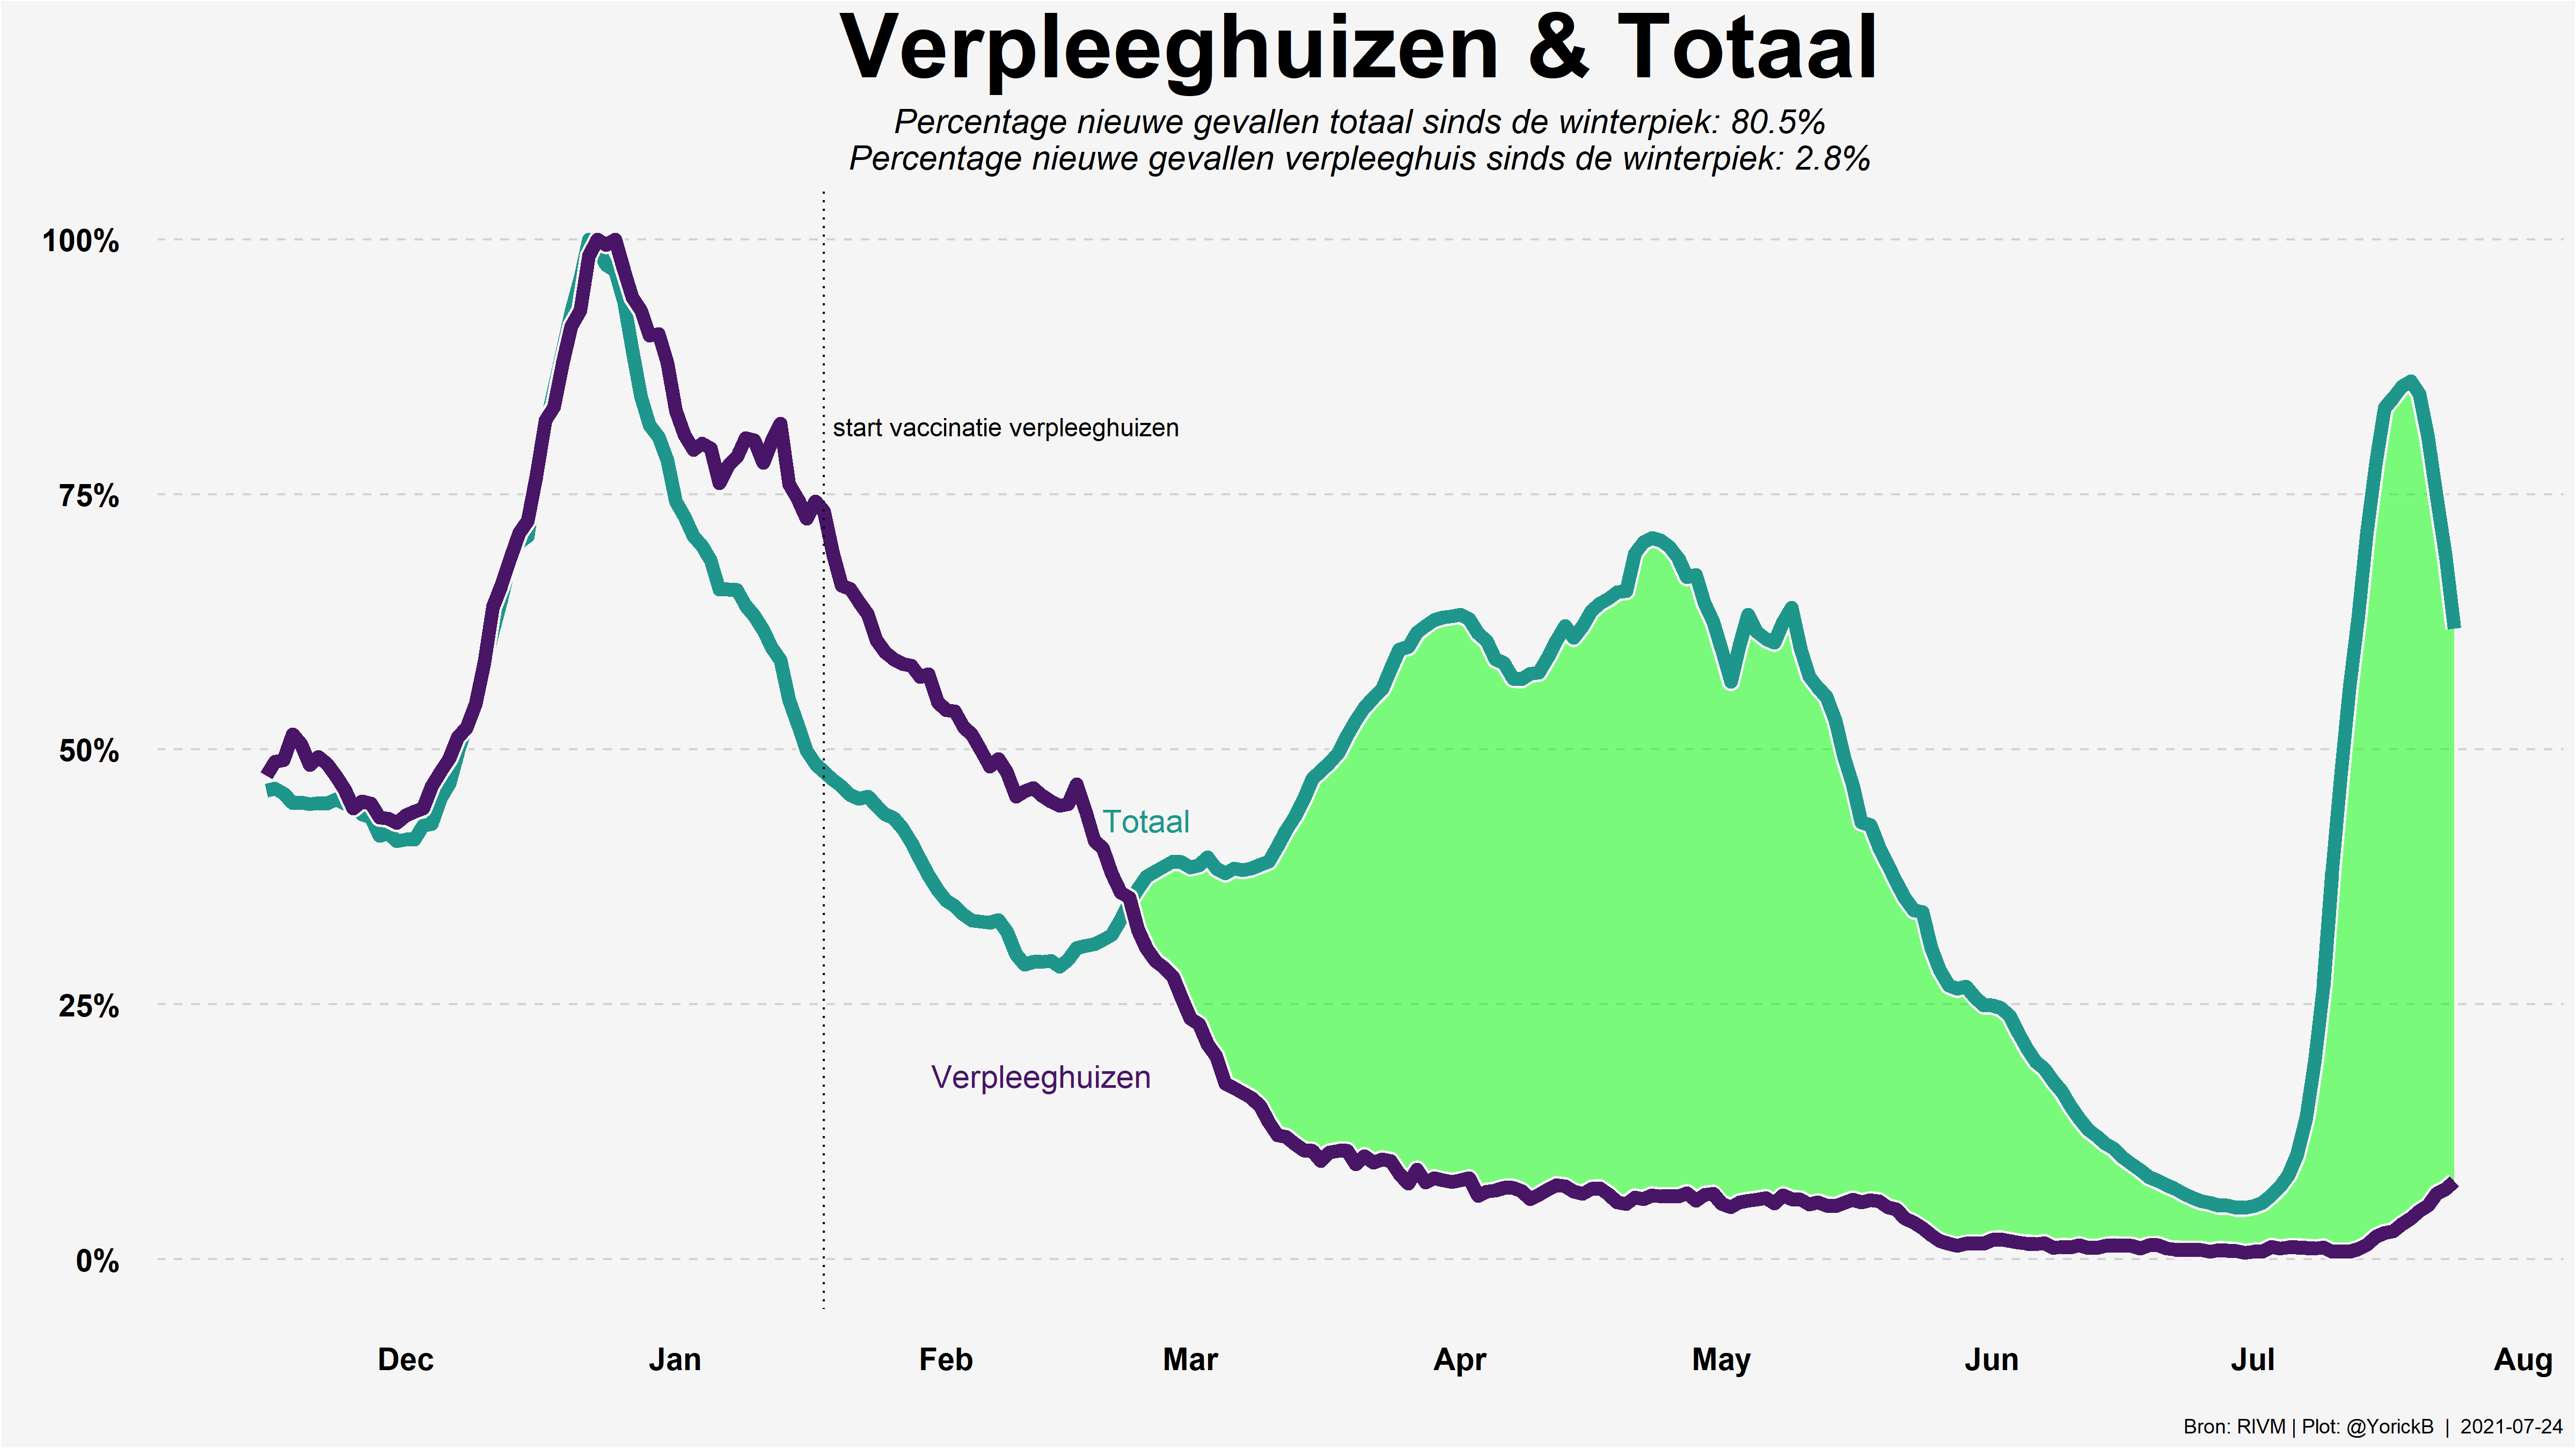 Verpleeghuizen & Totaal
Percentage nieuwe gevallen totaal sinds de winterpiek: 80.5%
Percentage nieuwe gevallen verpleeghuis sinds de winterpiek: 2.8%
100%
start vaccinatie verpleeghuizen
75%
50%
Totaal
25%
Verpleeghuizen
0%
Dec Jan Feb Mar Apr May Jun Jul Aug
Bron: RIVM | Plot: @YorickB | 2021-07-24